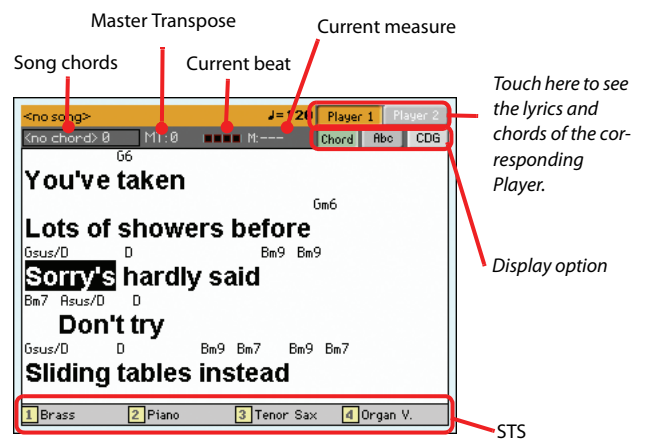 Master Transpose
Current measure
Song chords
Current beat
Touch here to see
the lyrics and
chords of the cor-
responding
Player.
<no song> ♩=120 Player 1 Player 2
<no chord> 0 MT:0 M:--- Chord Abc CDG
G6
You've taken
Gm6
Lots of showers before
Gsus/D D Bm9 Bm9
Sorry's hardly said
Display option
Bm7 Asus/D D
Don't try
Gsus/D D Bm9 Bm7 Bm9 Bm7
Sliding tables instead
1 Brass 2 Piano 3 Tenor Sax 4 Organ V.
STS